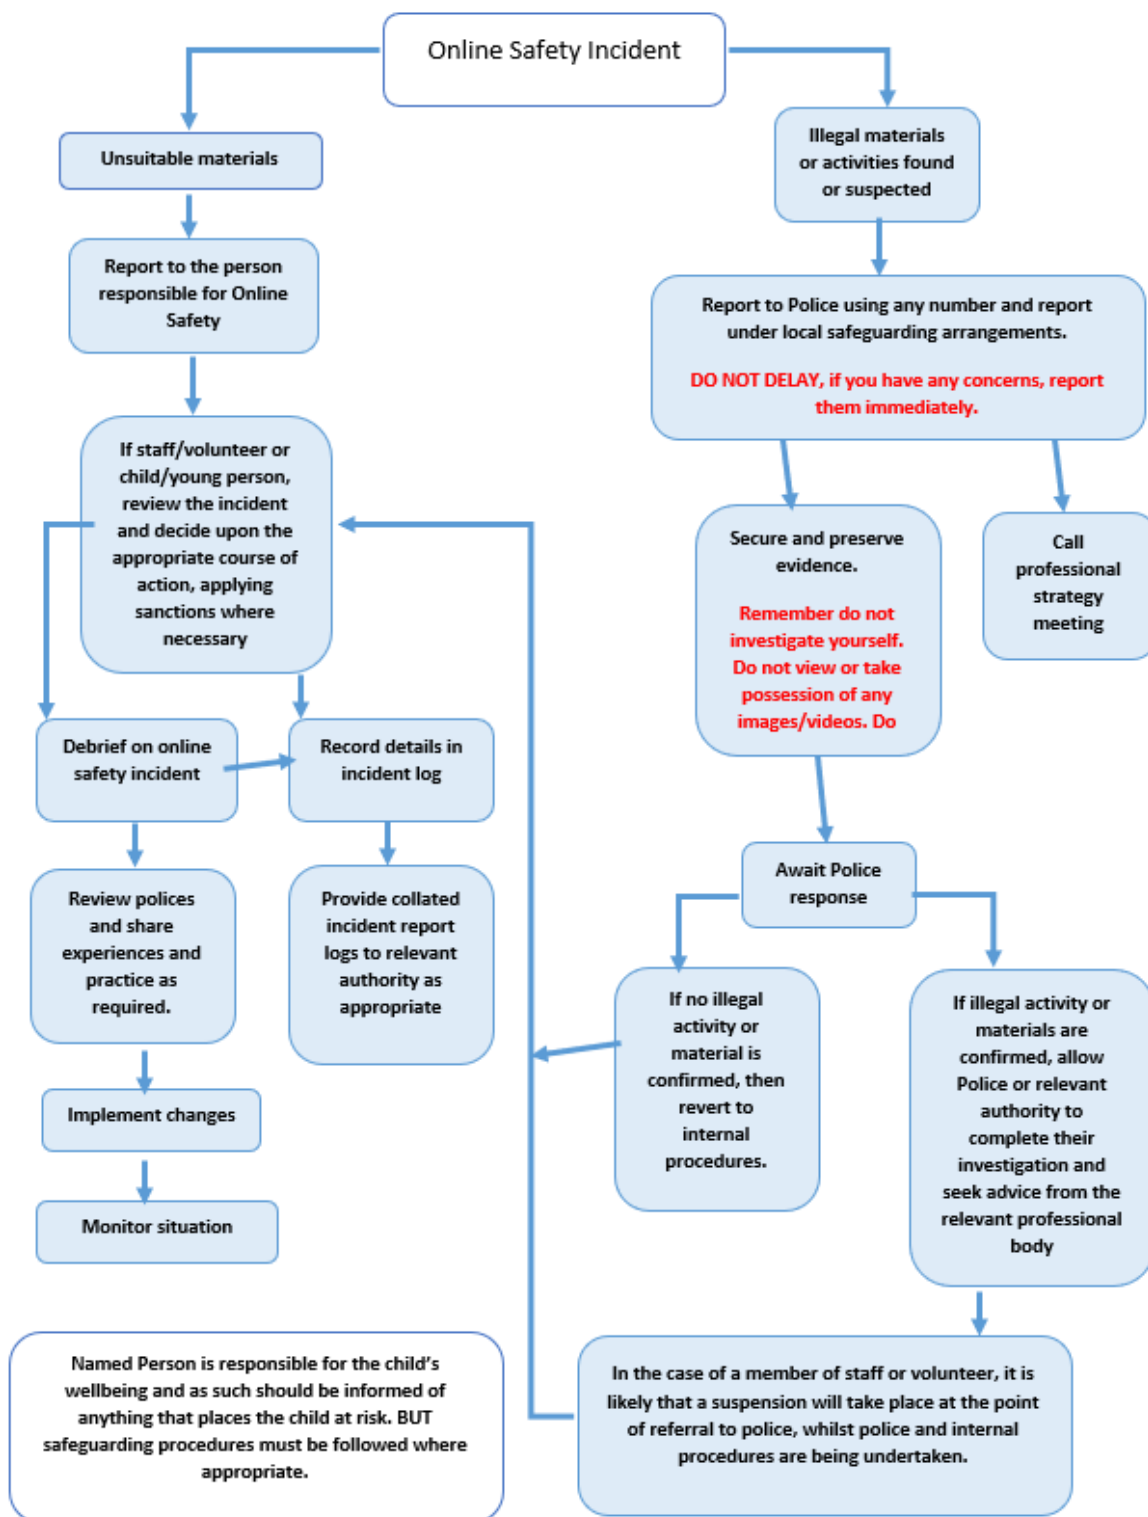 Online Safety Incident
Unsuitable materials
Illegal materials
or activities found
or suspected
Report to the person
responsible for Online
Safety
Report to Police using any number and report
under local safeguarding arrangements.
DO NOT DELAY, if you have any concerns, report
them immediately.
If staff/volunteer or
child/young person,
review the incident
and decide upon the
appropriate course of
action, applying
sanctions where
necessary
Secure and preserve
evidence.
Remember do not
investigate yourself.
Do not view or take
possession of any
images/videos. Do
Call
professional
strategy
meeting
Debrief on online
safety incident
Record details in
incident log
Review polices
and share
experiences and
practice as
required.
Provide collated
incident report
logs to relevant
authority as
appropriate
Await Police
response
If no illegal
activity or
material is
confirmed, then
revert to
internal
procedures.
If illegal activity or
materials are
confirmed, allow
Police or relevant
authority to
complete their
investigation and
seek advice from the
relevant professional
body
Implement changes
Monitor situation
Named Person is responsible for the child's
wellbeing and as such should be informed of
anything that places the child at risk. BUT
safeguarding procedures must be followed where
appropriate.
In the case of a member of staff or volunteer, it is
likely that a suspension will take place at the point
of referral to police, whilst police and internal
procedures are being undertaken.